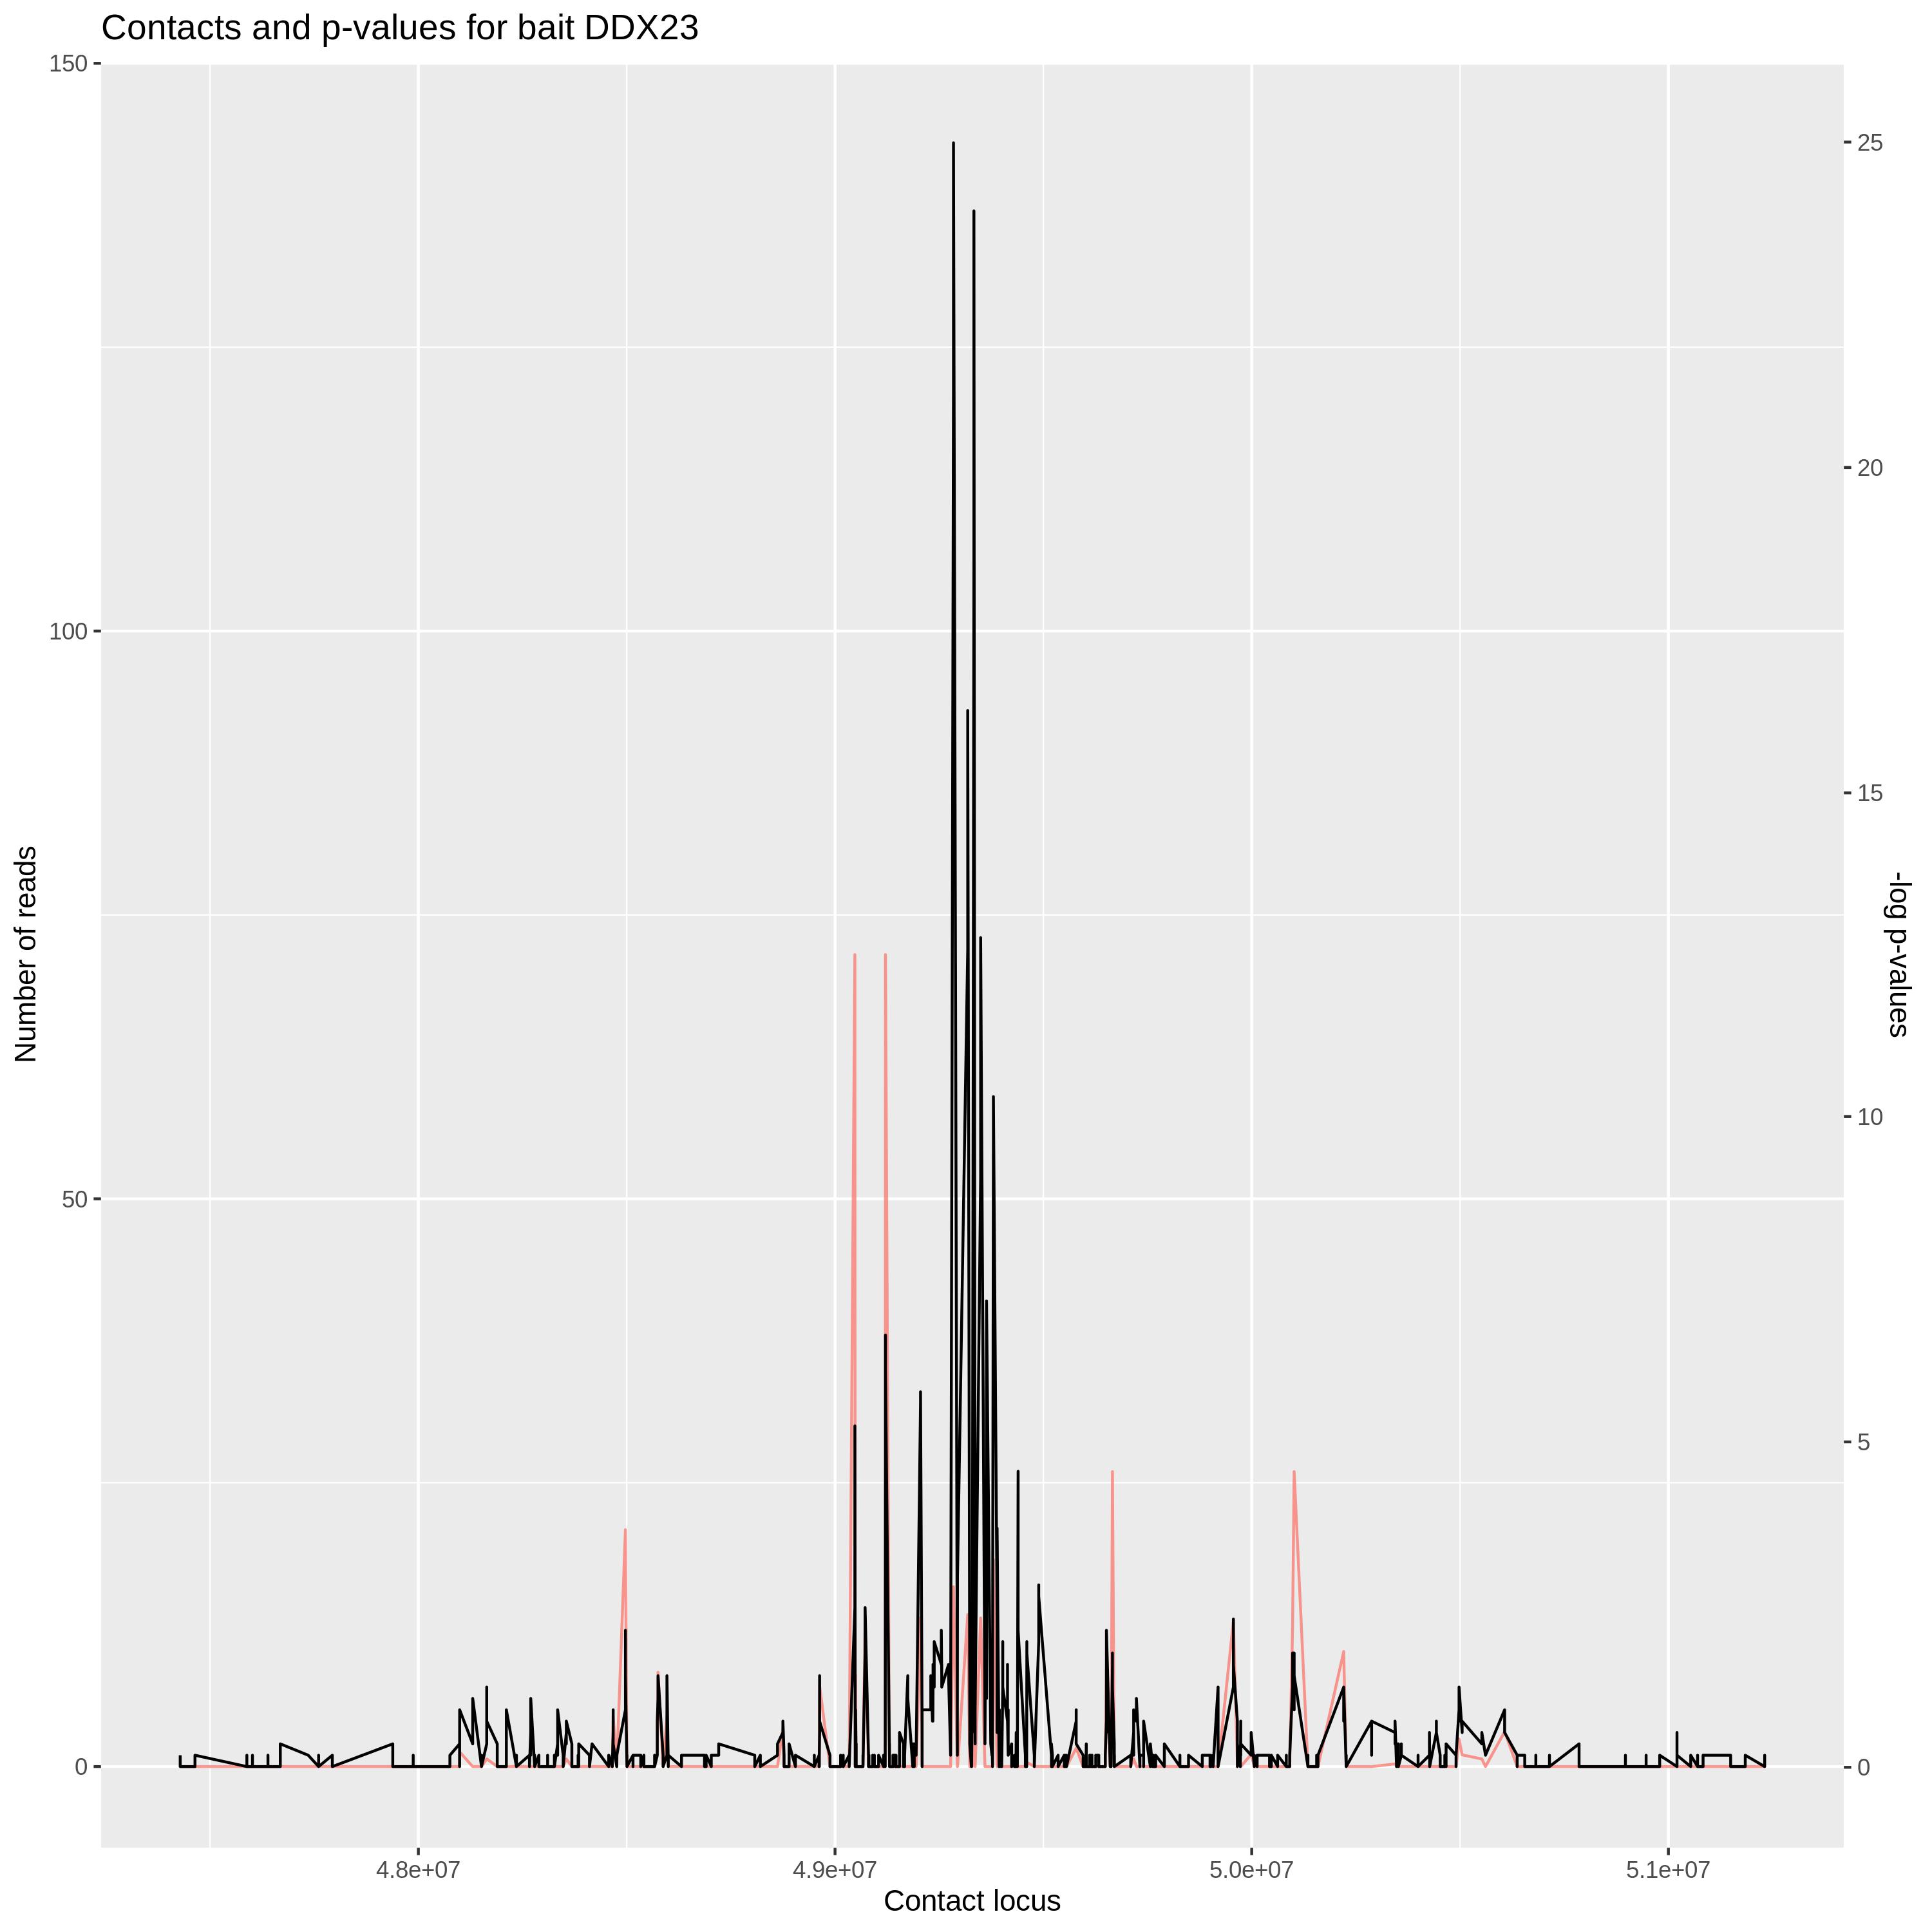 Contacts and p-values for bait DDX23
150
100
50
0
Number of reads
25
20
15
10
5
0
-log p-values
4.8e+07
4.9e+07
5.0e+07
5.1e+07
Contact locus